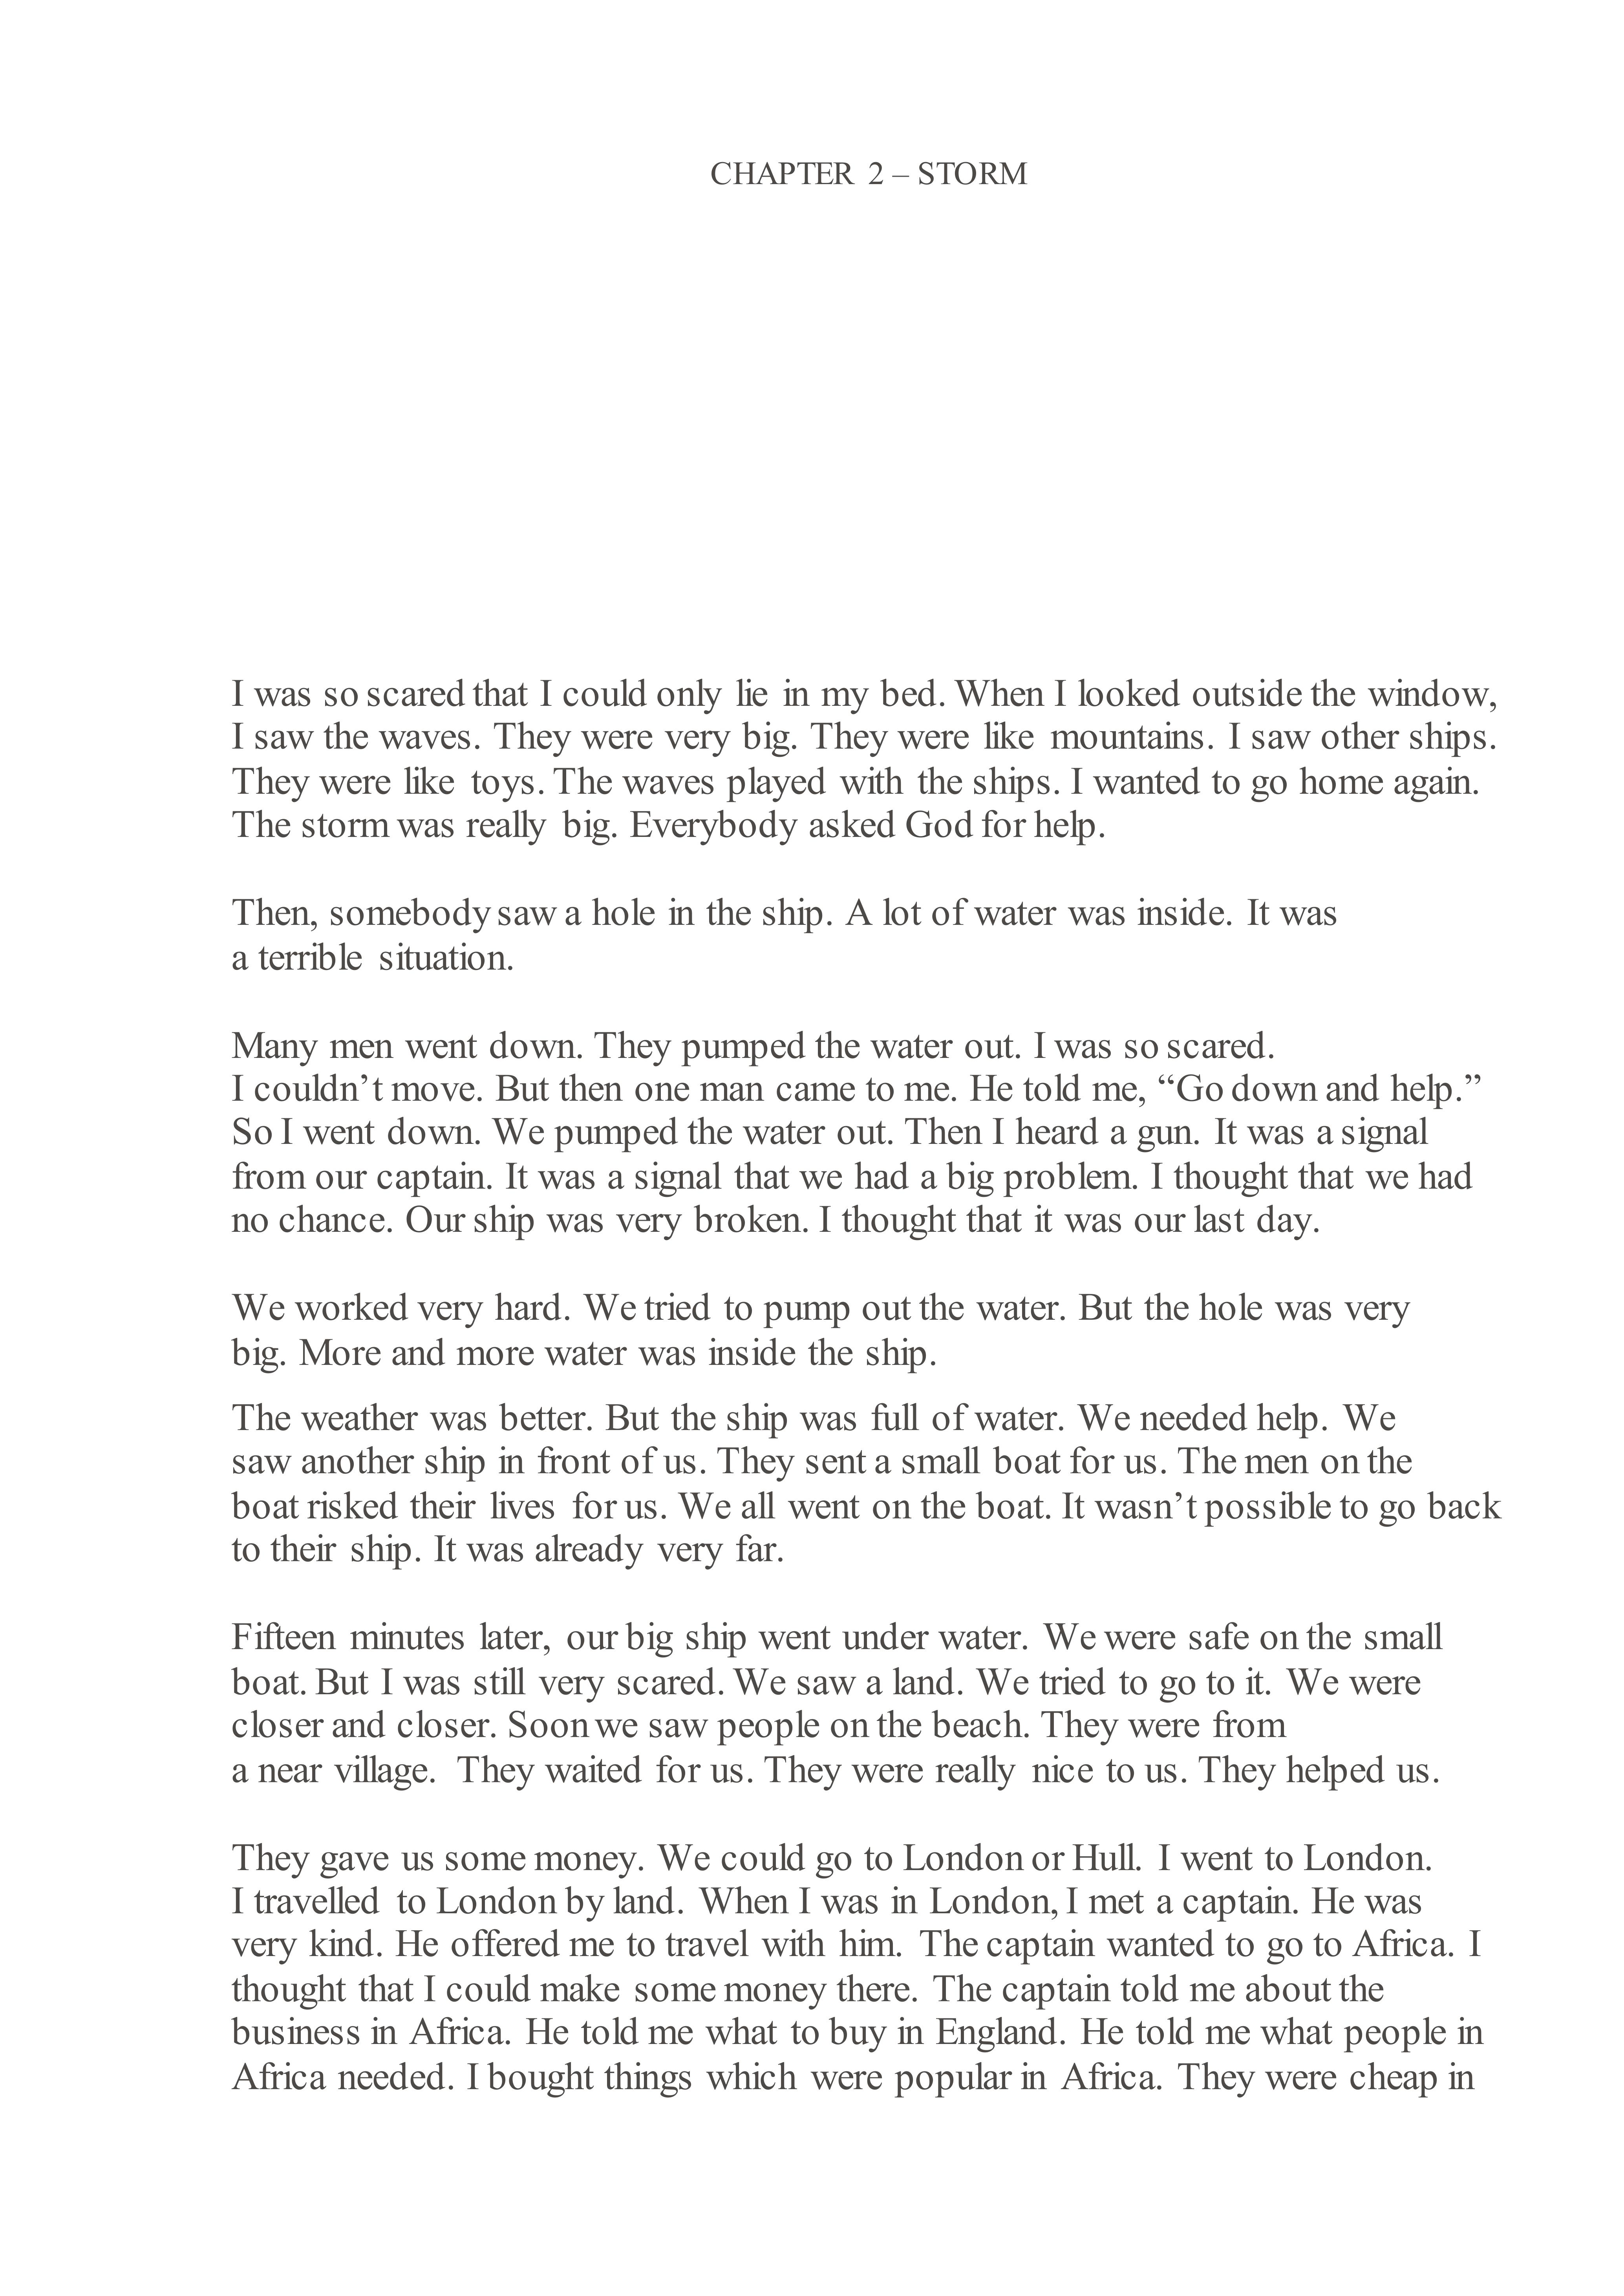 CHAPTER 2 – STORM
I was so scared that I could only lie in my bed. When I looked outside the window,
I saw the waves. They were very big. They were like mountains. I saw other ships.
They were like toys. The waves played with the ships. I wanted to go home again.
The storm was really big. Everybody asked God for help.
Then, somebody saw a hole in the ship. A lot of water was inside. It was
a terrible situation.
Many men went down. They pumped the water out. I was so scared.
I couldn’t move. But then one man came to me. He told me, “Go down and help.”
So I went down. We pumped the water out. Then I heard a gun. It was a signal
from our captain. It was a signal that we had a big problem. I thought that we had
no chance. Our ship was very broken. I thought that it was our last day.
We worked very hard. We tried to pump out the water. But the hole was very
big. More and more water was inside the ship.
The weather was better. But the ship was full of water. We needed help. We
saw another ship in front of us. They sent a small boat for us. The men on the
boat risked their lives for us. We all went on the boat. It wasn’t possible to go back
to their ship. It was already very far.
Fifteen minutes later, our big ship went under water. We were safe on the small
boat. But I was still very scared. We saw a land. We tried to go to it. We were
closer and closer. Soon we saw people on the beach. They were from
a near village. They waited for us. They were really nice to us. They helped us.
They gave us some money. We could go to London or Hull. I went to London.
I travelled to London by land. When I was in London, I met a captain. He was
very kind. He offered me to travel with him. The captain wanted to go to Africa. I
thought that I could make some money there. The captain told me about the
business in Africa. He told me what to buy in England. He told me what people in
Africa needed. I bought things which were popular in Africa. They were cheap in